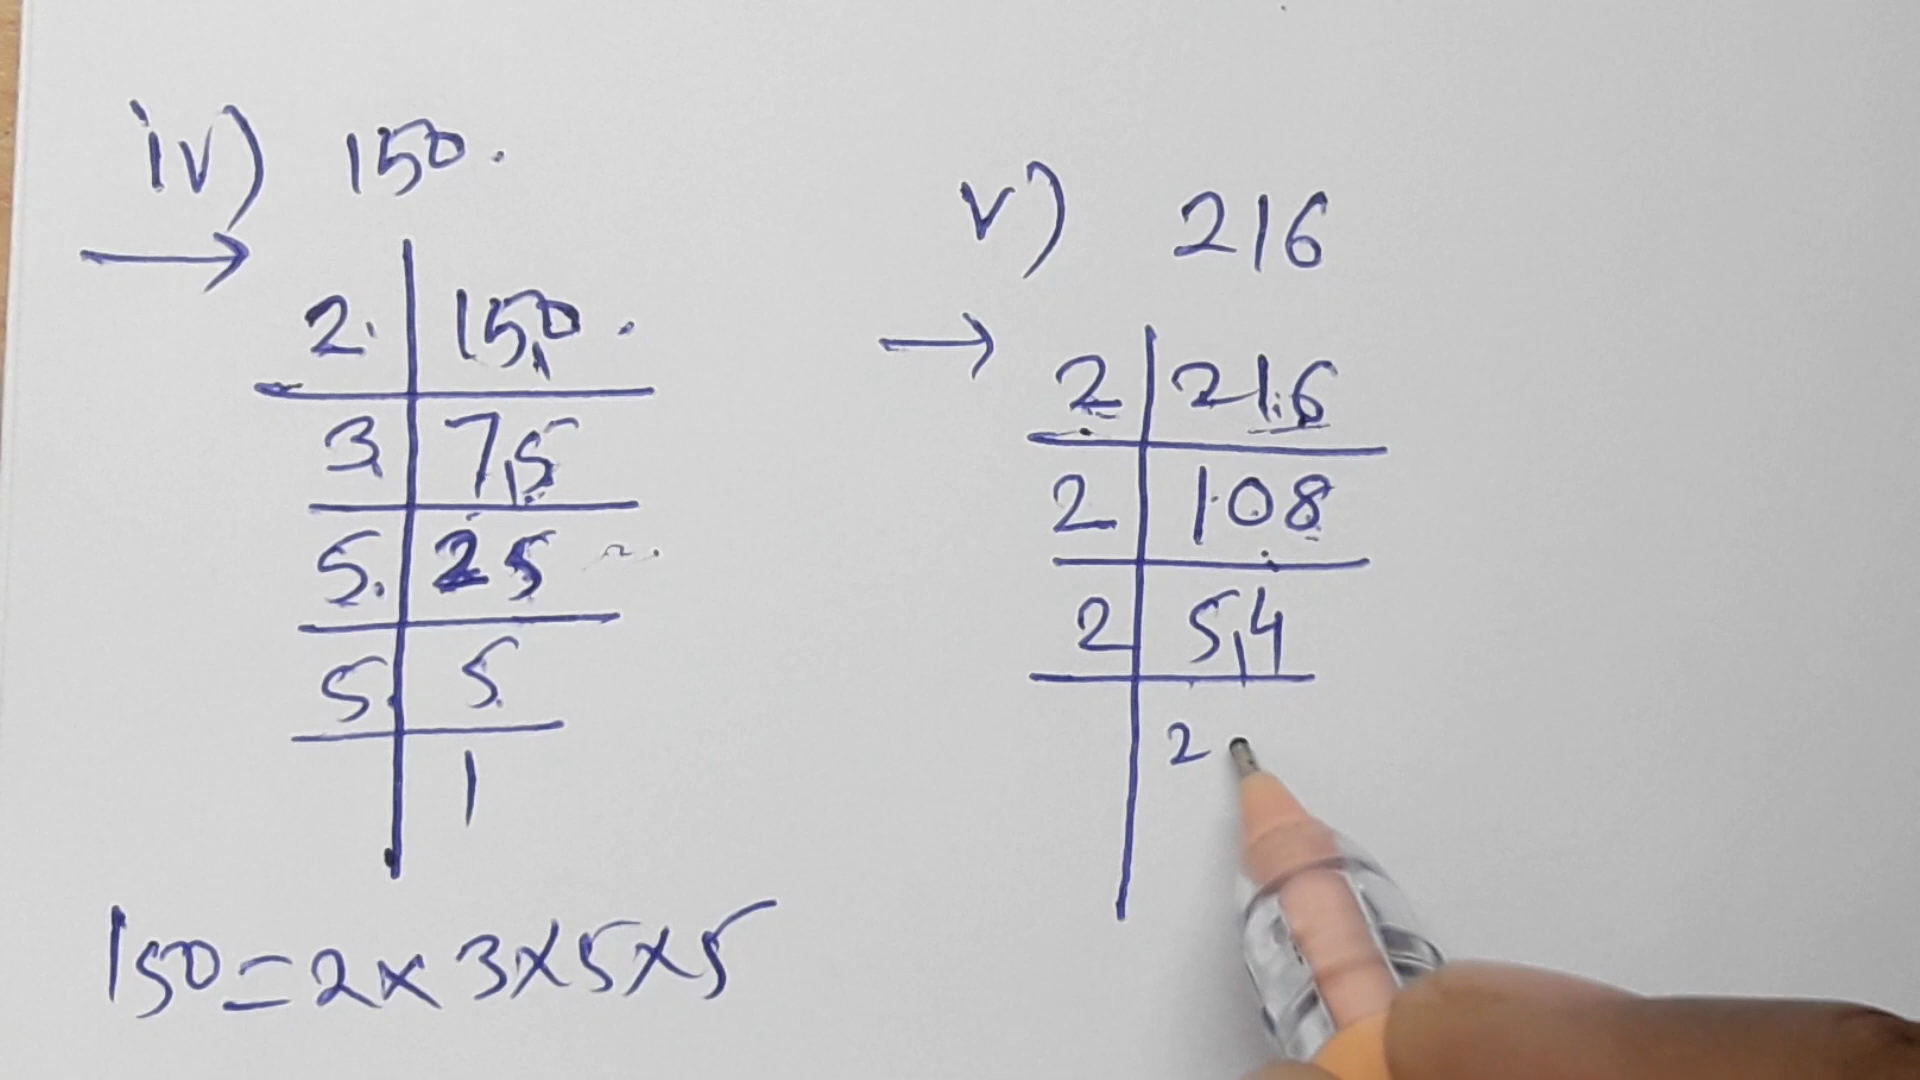 iv) 150.
→
2. | 150.
3 | 75
5. | 25
5. | 5
1
150=2×3×5×5
v) 216
→
2 | 216
2 | 108
2 | 54
2